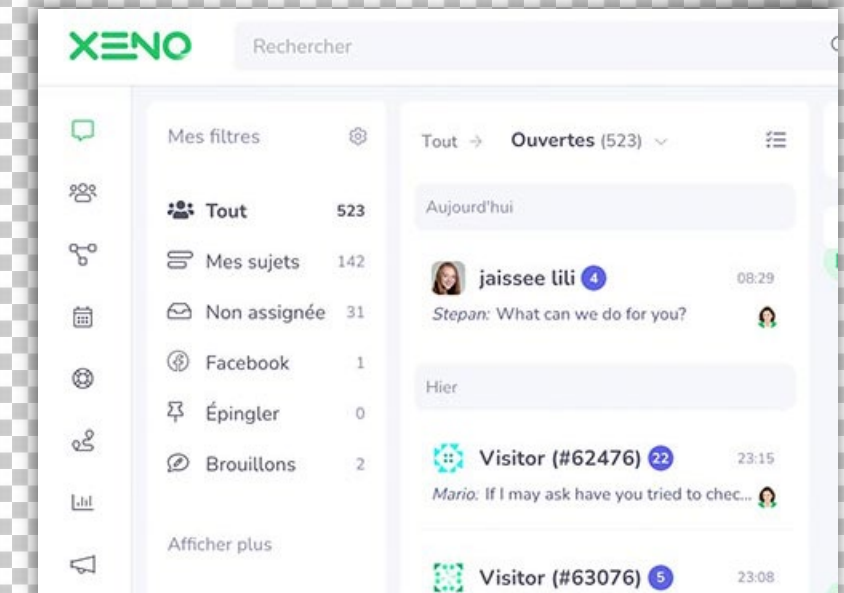 XENO
Rechercher
Mes filtres
Tout 523
Mes sujets 142
Non assignée 31
Facebook 1
Épingler 0
Brouillons 2
Afficher plus
Tout → Ouvertes (523)
Aujourd'hui
jaissee lili 4 08:29
Stepan: What can we do for you?
Hier
Visitor (#62476) 22 23:15
Mario: If I may ask have you tried to chec...
Visitor (#63076) 5 23:08